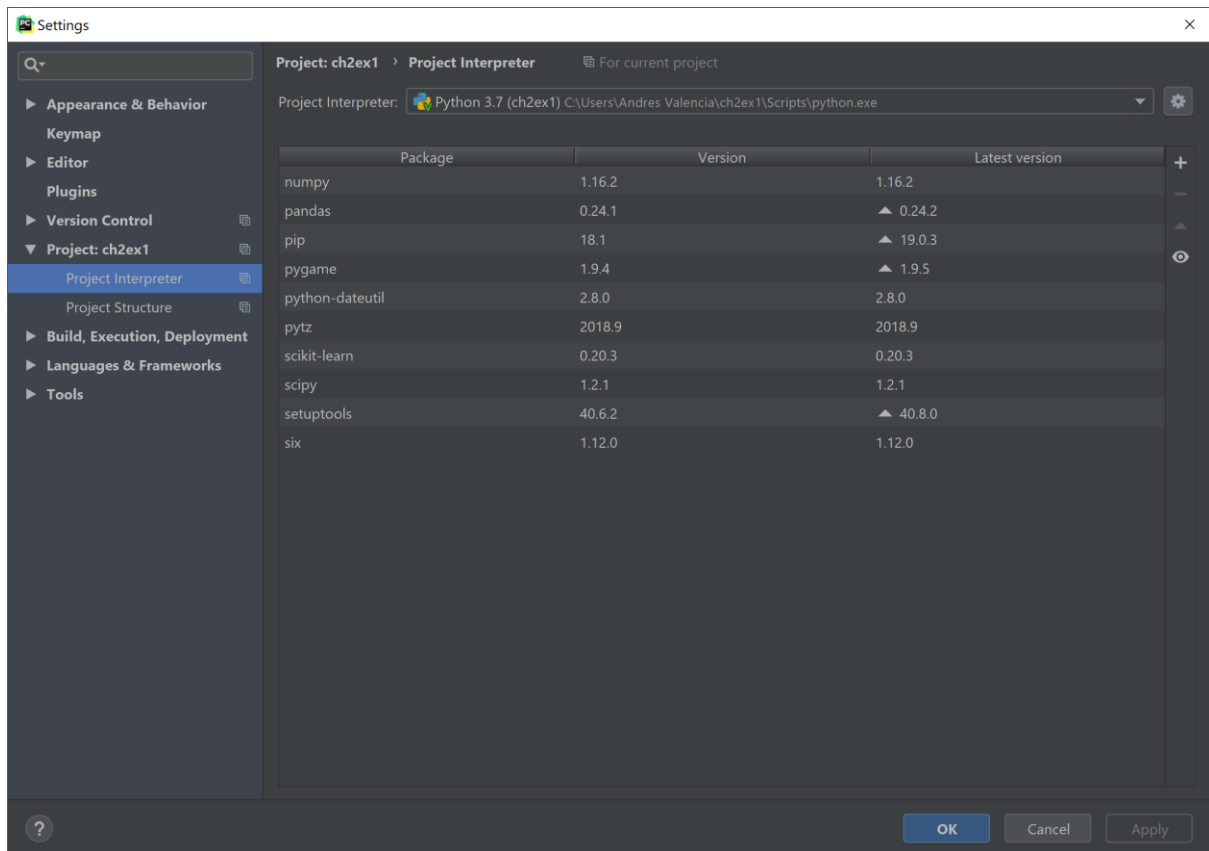 Settings
Project: ch2ex1 › Project Interpreter For current project
Appearance & Behavior
Keymap
Editor
Plugins
Version Control
Project: ch2ex1
Project Interpreter
Project Structure
Build, Execution, Deployment
Languages & Frameworks
Tools
Project Interpreter: Python 3.7 (ch2ex1) C:\Users\Andres Valencia\ch2ex1\Scripts\python.exe
Package Version Latest version
numpy 1.16.2 1.16.2
pandas 0.24.1 0.24.2
pip 18.1 19.0.3
pygame 1.9.4 1.9.5
python-dateutil 2.8.0 2.8.0
pytz 2018.9 2018.9
scikit-learn 0.20.3 0.20.3
scipy 1.2.1 1.2.1
setuptools 40.6.2 40.8.0
six 1.12.0 1.12.0
? OK Cancel Apply